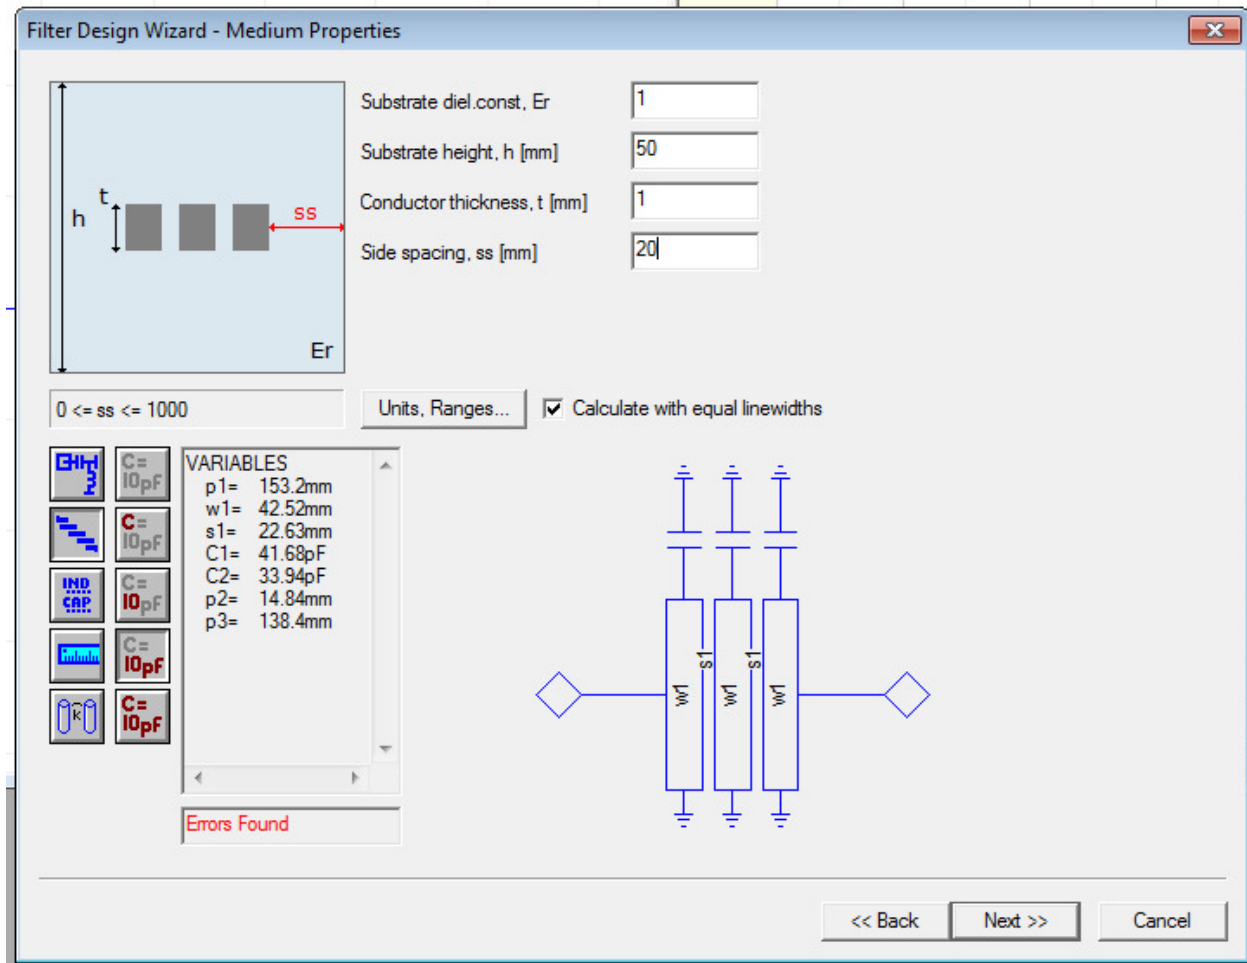 Filter Design Wizard - Medium Properties
Substrate diel.const, Er
1
Substrate height, h [mm]
50
Conductor thickness, t [mm]
1
Side spacing, ss [mm]
20
t
h
ss
Er
0 <= ss <= 1000
Units, Ranges...
Calculate with equal linewidths
C=
10pF
C=
10pF
IND
CAP
C=
10pF
C=
10pF
k
C=
10pF
VARIABLES
p1= 153.2mm
w1= 42.52mm
s1= 22.63mm
C1= 41.68pF
C2= 33.94pF
p2= 14.84mm
p3= 138.4mm
Errors Found
w1
s1
w1
s1
w1
<< Back
Next >>
Cancel